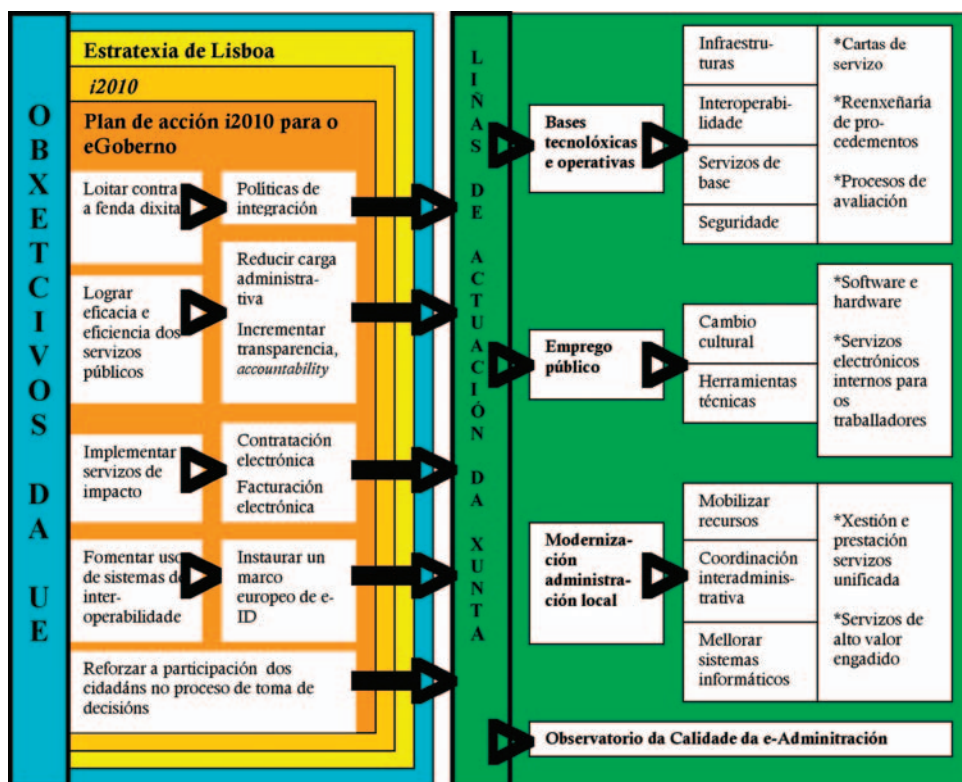 OBXETCIVOS DA UE
Estratexia de Lisboa
i2010
Plan de acción i2010 para o
eGoberno
Loitar contra
a fenda dixita
Políticas de
integración
Lograr
eficacia e
eficiencia dos
servizos
públicos
Reducir carga
administra-
tiva
Incrementar
transparencia,
accountability
Implementar
servizos de
impacto
Contratación
electrónica
Facturación
electrónica
Fomentar uso
de sistemas de
inter-
operabilidade
Instaurar un
marco
europeo de e-
ID
Reforzar a participación dos
cidadáns no proceso de toma de
decisións
LIÑAS DE ACTUACIÓN DA XUNTA
Bases
tecnolóxicas
e operativas
Infraestru-
turas
Interoperabi-
lidade
Servizos de
base
Seguridade
*Cartas de
servizo
*Reenxeñaría
de pro-
cedementos
*Procesos de
avaliación
Emprego
público
Cambio
cultural
Herramientas
técnicas
*Software e
hardware
*Servizos
electrónicos
internos para
os
traballadores
Moderniza-
ción
administra-
ción local
Mobilizar
recursos
Coordinación
interadminis-
trativa
Mellorar
sistemas
informáticos
*Xestión e
prestación
servizos
unificada
*Servizos de
alto valor
engadido
Observatorio da Calidade da e-Adminitración